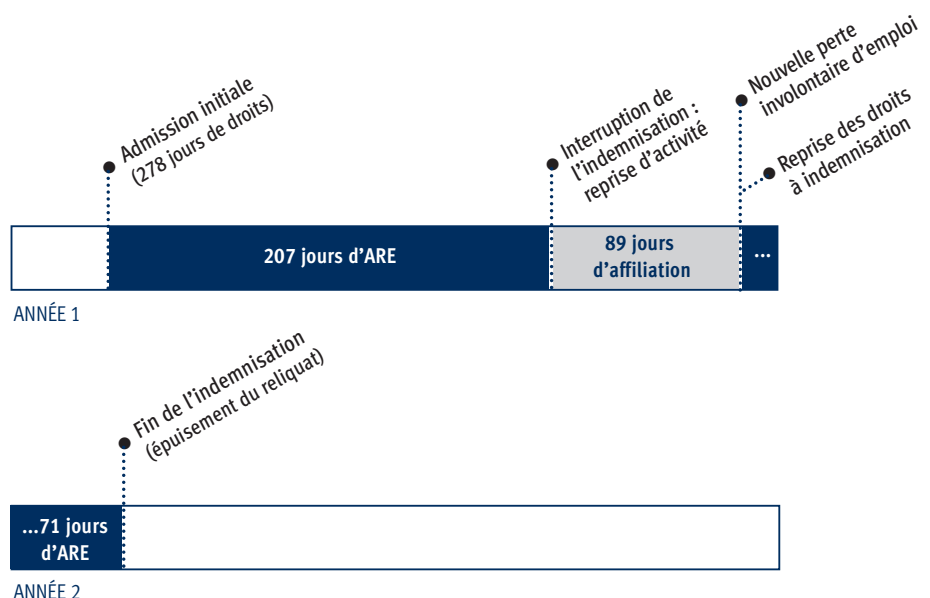 Admission initiale
(278 jours de droits)
Interruption de
l'indemnisation :
reprise d'activité
Nouvelle perte
involontaire d'emploi
Reprise des droits
à indemnisation
207 jours d'ARE
89 jours
d'affiliation
...
ANNÉE 1
Fin de l'indemnisation
(épuisement du reliquat)
...71 jours
d'ARE
ANNÉE 2